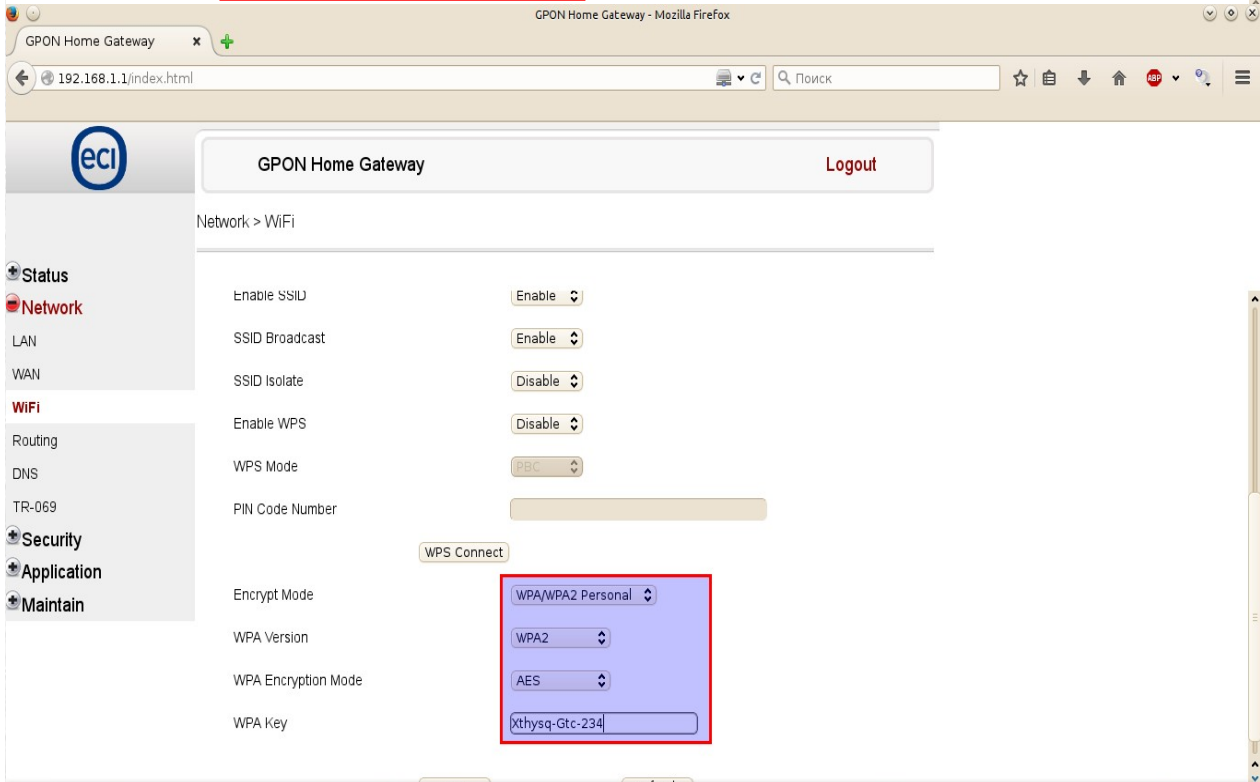 GPON Home Gateway - Mozilla Firefox
GPON Home Gateway
192.168.1.1/index.html
Поиск
ABP
eci
GPON Home Gateway
Logout
Network > WiFi
Status
Network
LAN
WAN
WiFi
Routing
DNS
TR-069
Security
Application
Maintain
Enable SSID Enable
SSID Broadcast Enable
SSID Isolate Disable
Enable WPS Disable
WPS Mode PBC
PIN Code Number
WPS Connect
Encrypt Mode WPA/WPA2 Personal
WPA Version WPA2
WPA Encryption Mode AES
WPA Key Xthysq-Gtc-234